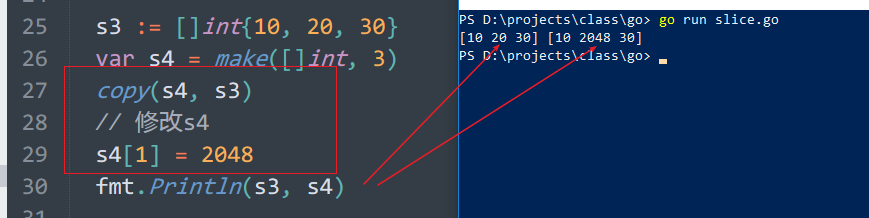 25 s3 := []int{10, 20, 30}
26 var s4 = make([]int, 3)
27 copy(s4, s3)
28 // 修改s4
29 s4[1] = 2048
30 fmt.Println(s3, s4)
31
PS D:\projects\class\go> go run slice.go
[10 20 30] [10 2048 30]
PS D:\projects\class\go>